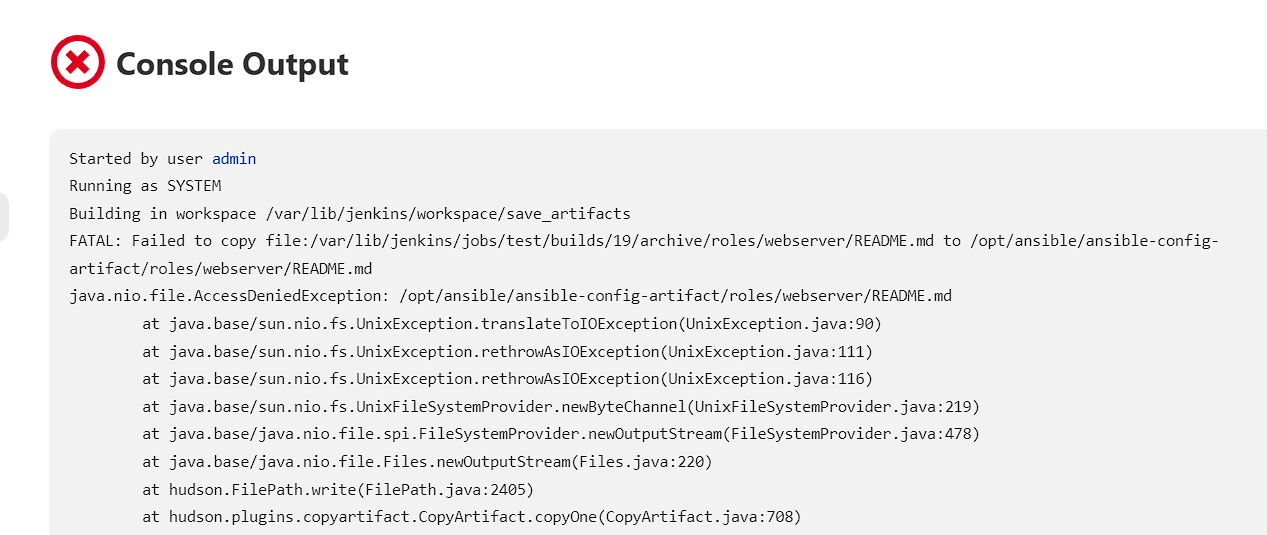 Console Output
Started by user admin
Running as SYSTEM
Building in workspace /var/lib/jenkins/workspace/save_artifacts
FATAL: Failed to copy file:/var/lib/jenkins/jobs/test/builds/19/archive/roles/webserver/README.md to /opt/ansible/ansible-config-
artifact/roles/webserver/README.md
java.nio.file.AccessDeniedException: /opt/ansible/ansible-config-artifact/roles/webserver/README.md
at java.base/sun.nio.fs.UnixException.translateToIOException(UnixException.java:90)
at java.base/sun.nio.fs.UnixException.rethrowAsIOException(UnixException.java:111)
at java.base/sun.nio.fs.UnixException.rethrowAsIOException(UnixException.java:116)
at java.base/sun.nio.fs.UnixFileSystemProvider.newByteChannel(UnixFileSystemProvider.java:219)
at java.base/java.nio.file.spi.FileSystemProvider.newOutputStream(FileSystemProvider.java:478)
at java.base/java.nio.file.Files.newOutputStream(Files.java:220)
at hudson.FilePath.write(FilePath.java:2405)
at hudson.plugins.copyartifact.CopyArtifact.copyOne(CopyArtifact.java:708)